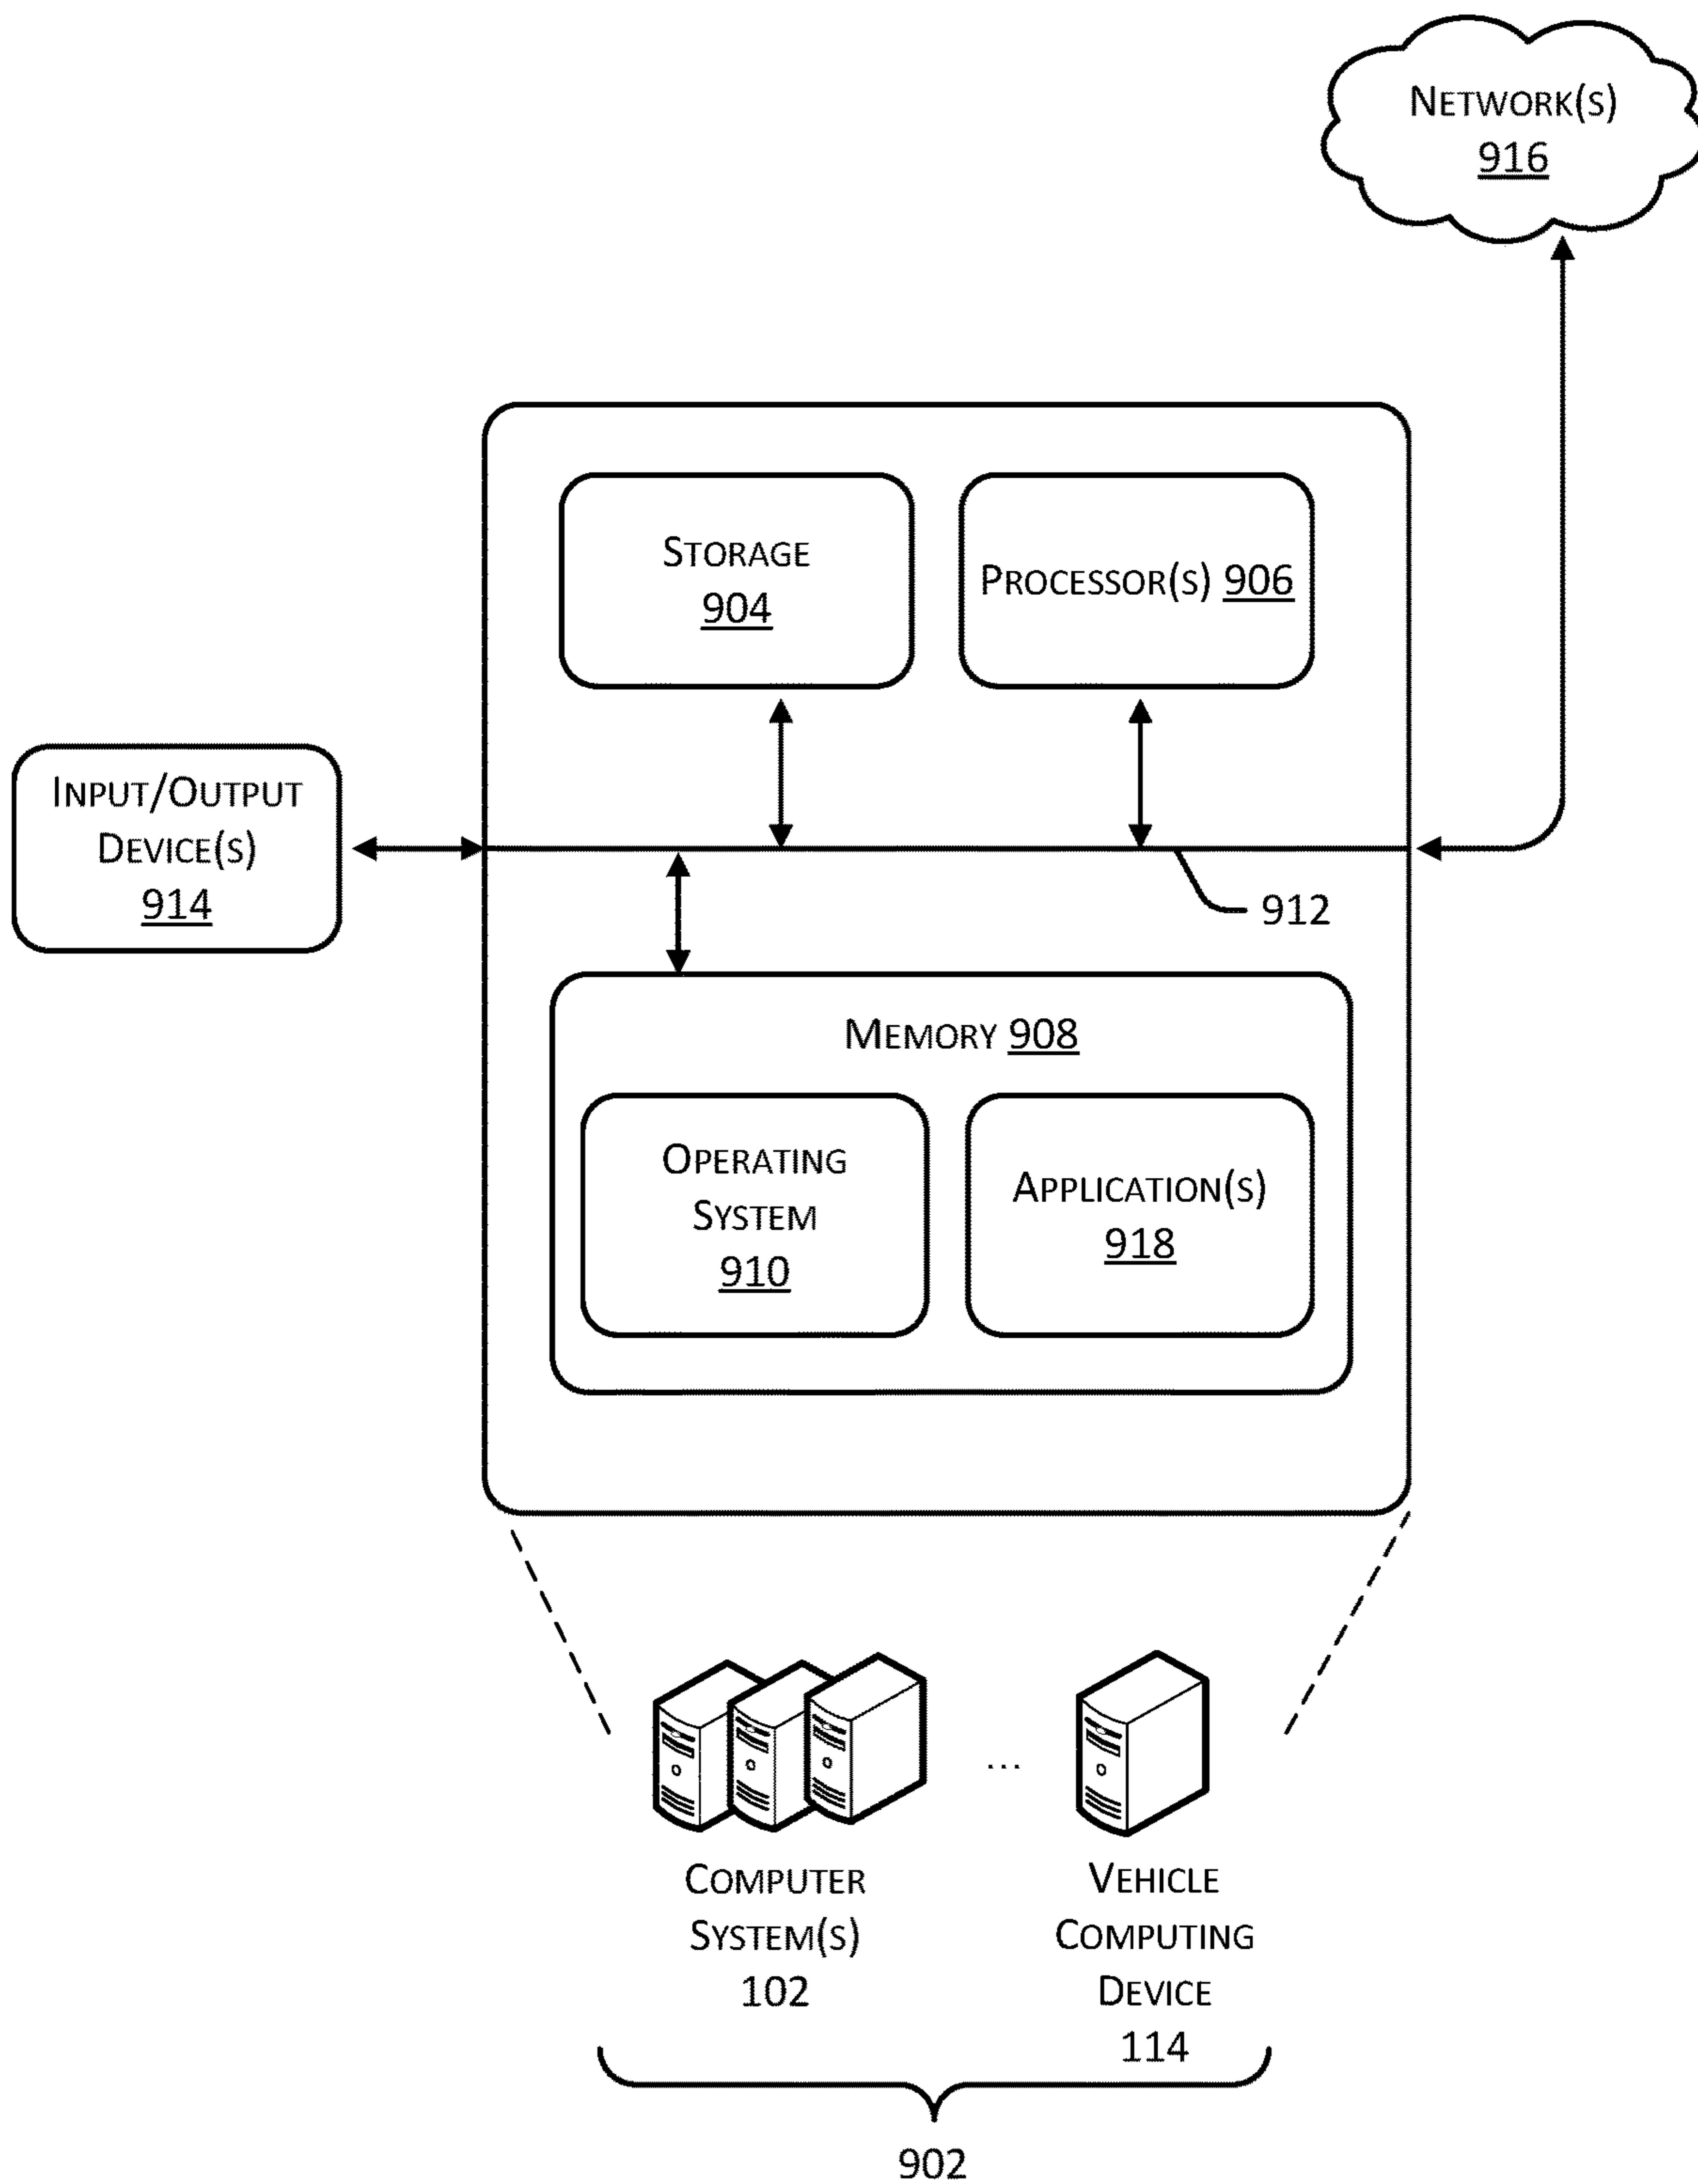 NETWORK(S)
916
STORAGE
904
PROCESSOR(S) 906
INPUT/OUTPUT
DEVICE(S)
914
912
MEMORY 908
OPERATING
SYSTEM
910
APPLICATION(S)
918
...
COMPUTER
SYSTEM(S)
102
VEHICLE
COMPUTING
DEVICE
114
902